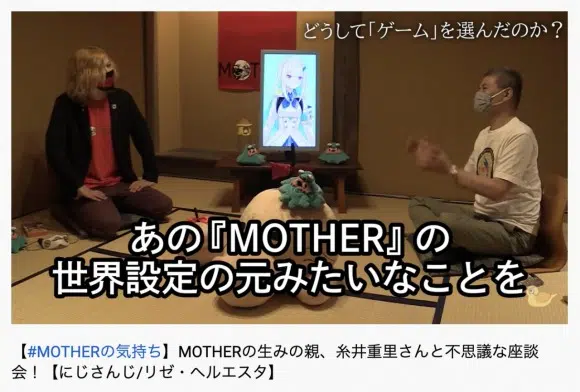 どうして「ゲーム」を選んだのか?
MOTHER
あの『MOTHER』の
世界設定の元みたいなことを
【#MOTHERの気持ち】MOTHERの生みの親、糸井重里さんと不思議な座談
会!【にじさんじ/リゼ・ヘルエスタ】